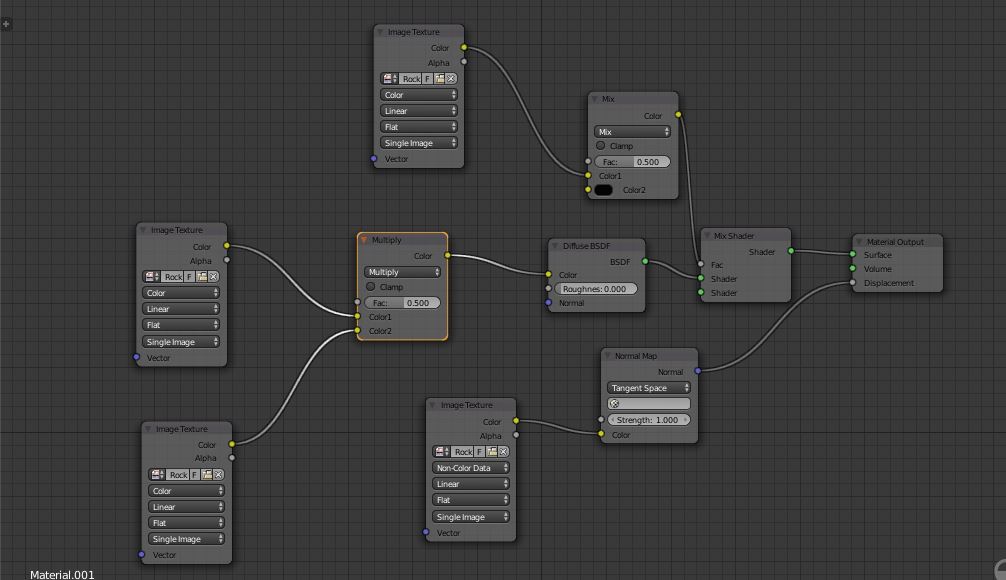 Image Texture
Color
Alpha
Rock F
Color
Linear
Flat
Single Image
Vector
Mix
Color
Mix
Clamp
Fac: 0.500
Color1
Color2
Image Texture
Color
Alpha
Rock F
Color
Linear
Flat
Single Image
Vector
Multiply
Color
Multiply
Clamp
Fac: 0.500
Color1
Color2
Diffuse BSDF
BSDF
Color
Roughnes: 0.000
Normal
Mix Shader
Shader
Fac
Shader
Shader
Material Output
Surface
Volume
Displacement
Normal Map
Normal
Tangent Space
Strength: 1.000
Color
Image Texture
Color
Alpha
Rock F
Non-Color Data
Linear
Flat
Single Image
Vector
Image Texture
Color
Alpha
Rock F
Color
Linear
Flat
Single Image
Vector
Material.001